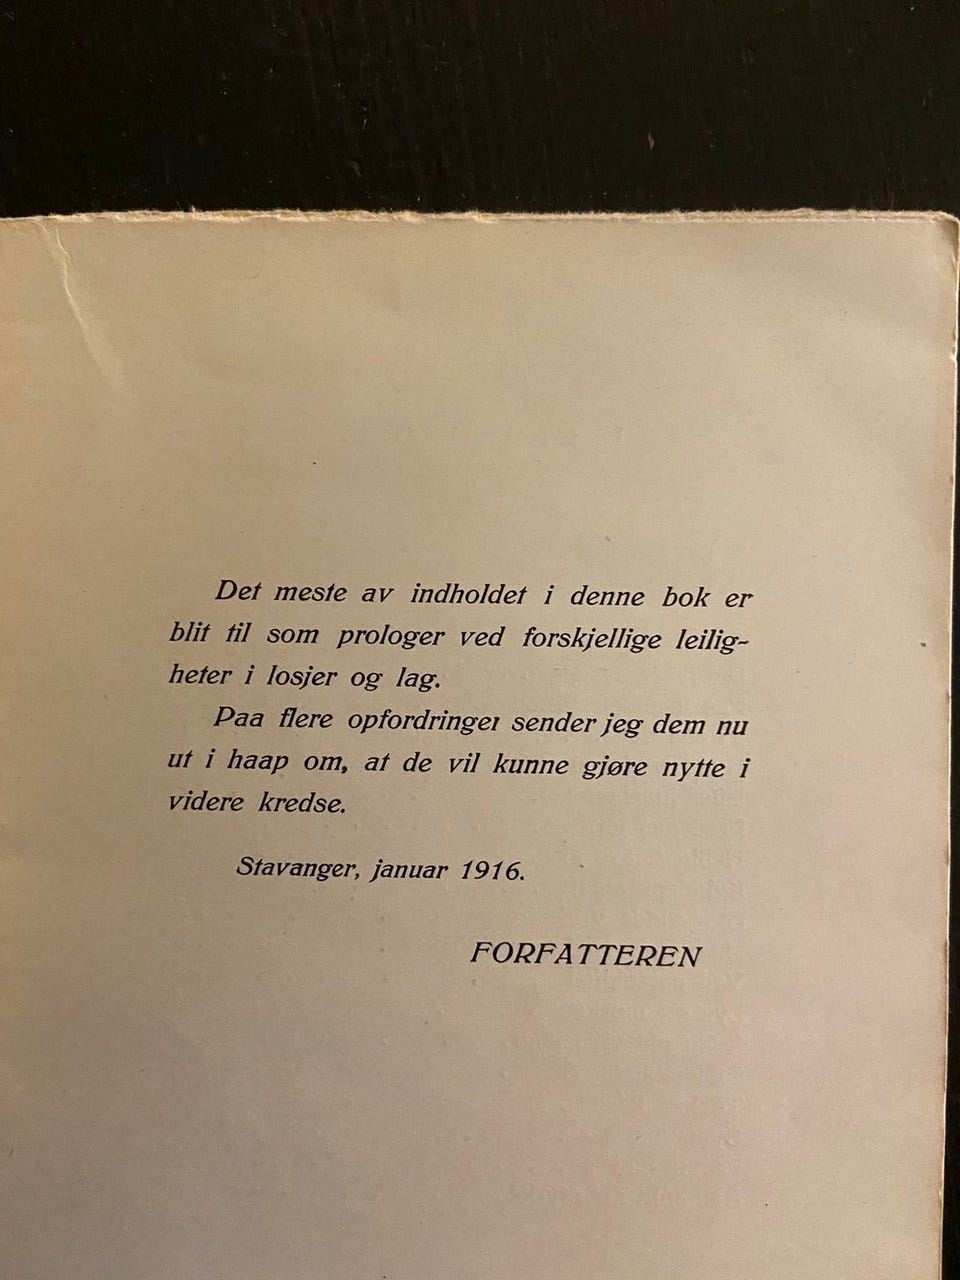 Det meste av indholdet i denne bok er
blit til som prologer ved forskjellige leilig-
heter i losjer og lag.
Paa flere opfordringer sender jeg dem nu
ut i haap om, at de vil kunne gjøre nytte i
videre kredse.
Stavanger, januar 1916.
FORFATTEREN